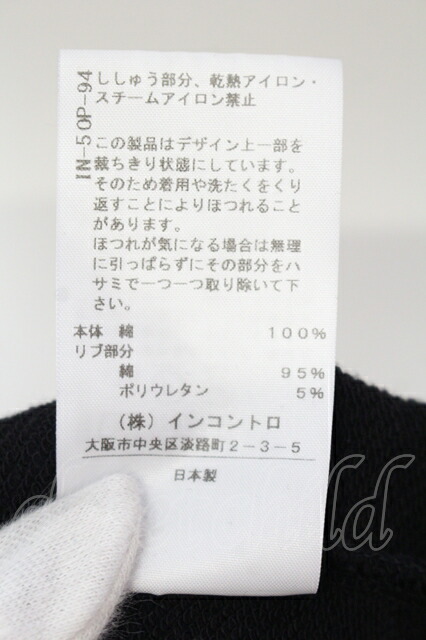 IN-50P-94
ししゅう部分、乾熱アイロン・
スチームアイロン禁止
この製品はデザイン上一部を
裁ちきり状態にしています。
そのため着用や洗たくをくり
返すことによりほつれること
があります。
ほつれが気になる場合は無理
に引っぱらずにその部分をハ
サミで一つ一つ取り除いて下
さい。
本体 綿 100%
リブ部分
綿 95%
ポリウレタン 5%
(株)インコントロ
大阪市中央区淡路町2-3-5
日本製